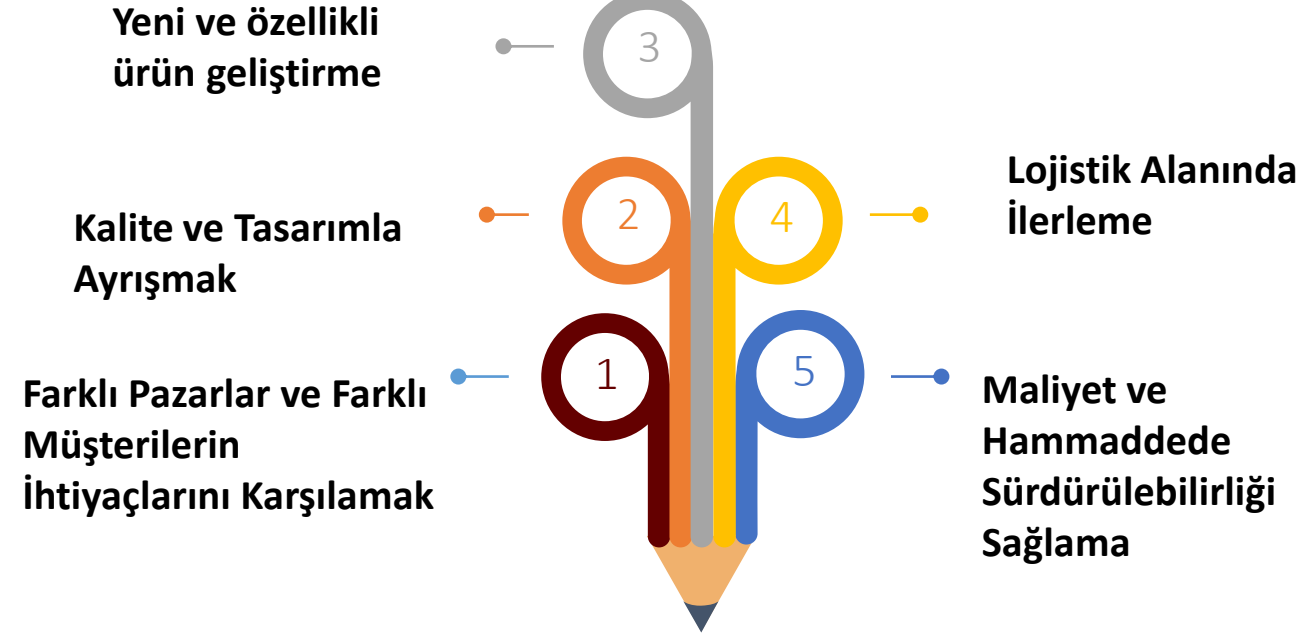 Yeni ve özellikli
ürün geliştirme
3
Kalite ve Tasarımla
Ayrışmak
2
4
Lojistik Alanında
İlerleme
Farklı Pazarlar ve Farklı
Müşterilerin
İhtiyaçlarını Karşılamak
1
5
Maliyet ve
Hammaddede
Sürdürülebilirliği
Sağlama